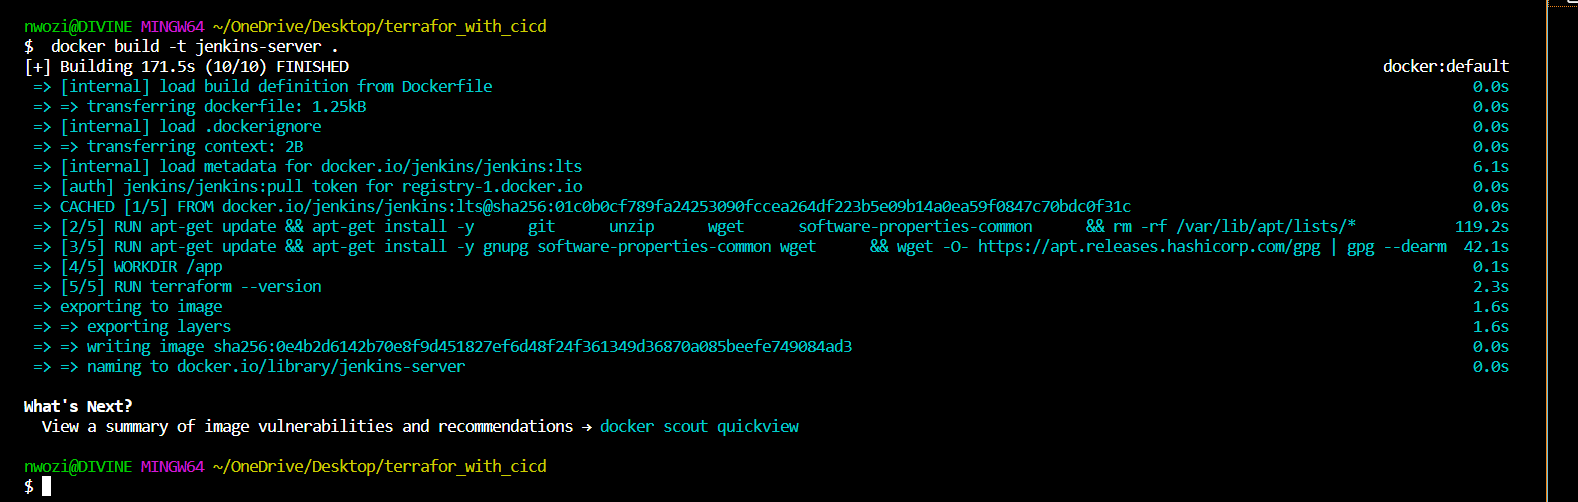 nwozi@DIVINE MINGW64 ~/OneDrive/Desktop/terrafor_with_cicd
$  docker build -t jenkins-server .
[+] Building 171.5s (10/10) FINISHED docker:default
=> [internal] load build definition from Dockerfile 0.0s
=> => transferring dockerfile: 1.25kB 0.0s
=> [internal] load .dockerignore 0.0s
=> => transferring context: 2B 0.0s
=> [internal] load metadata for docker.io/jenkins/jenkins:lts 6.1s
=> [auth] jenkins/jenkins:pull token for registry-1.docker.io 0.0s
=> CACHED [1/5] FROM docker.io/jenkins/jenkins:lts@sha256:01c0b0cf789fa24253090fccea264df223b5e09b14a0ea59f0847c70bdc0f31c 0.0s
=> [2/5] RUN apt-get update && apt-get install -y      git      unzip      wget      software-properties-common      && rm -rf /var/lib/apt/lists/* 119.2s
=> [3/5] RUN apt-get update && apt-get install -y gnupg software-properties-common wget      && wget -O- https://apt.releases.hashicorp.com/gpg | gpg --dearm 42.1s
=> [4/5] WORKDIR /app 0.1s
=> [5/5] RUN terraform --version 2.3s
=> exporting to image 1.6s
=> => exporting layers 1.6s
=> => writing image sha256:0e4b2d6142b70e8f9d451827ef6d48f24f361349d36870a085beefe749084ad3 0.0s
=> => naming to docker.io/library/jenkins-server 0.0s
What's Next?
View a summary of image vulnerabilities and recommendations → docker scout quickview
nwozi@DIVINE MINGW64 ~/OneDrive/Desktop/terrafor_with_cicd
$